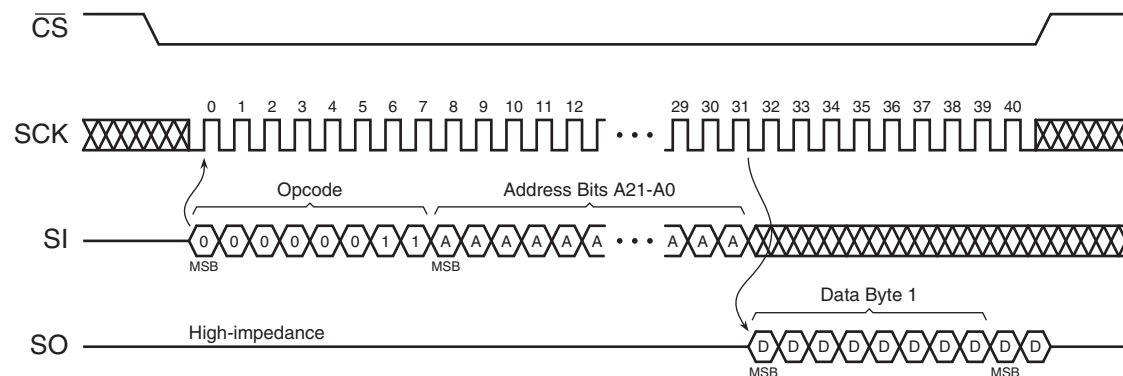 C̅S̅
0 1 2 3 4 5 6 7 8 9 10 11 12 29 30 31 32 33 34 35 36 37 38 39 40
SCK
Opcode Address Bits A21-A0
SI 0 0 0 0 0 0 1 1 A A A A A A • • • A A A
MSB MSB
Data Byte 1
High-impedance
SO D D D D D D D D D D
MSB MSB